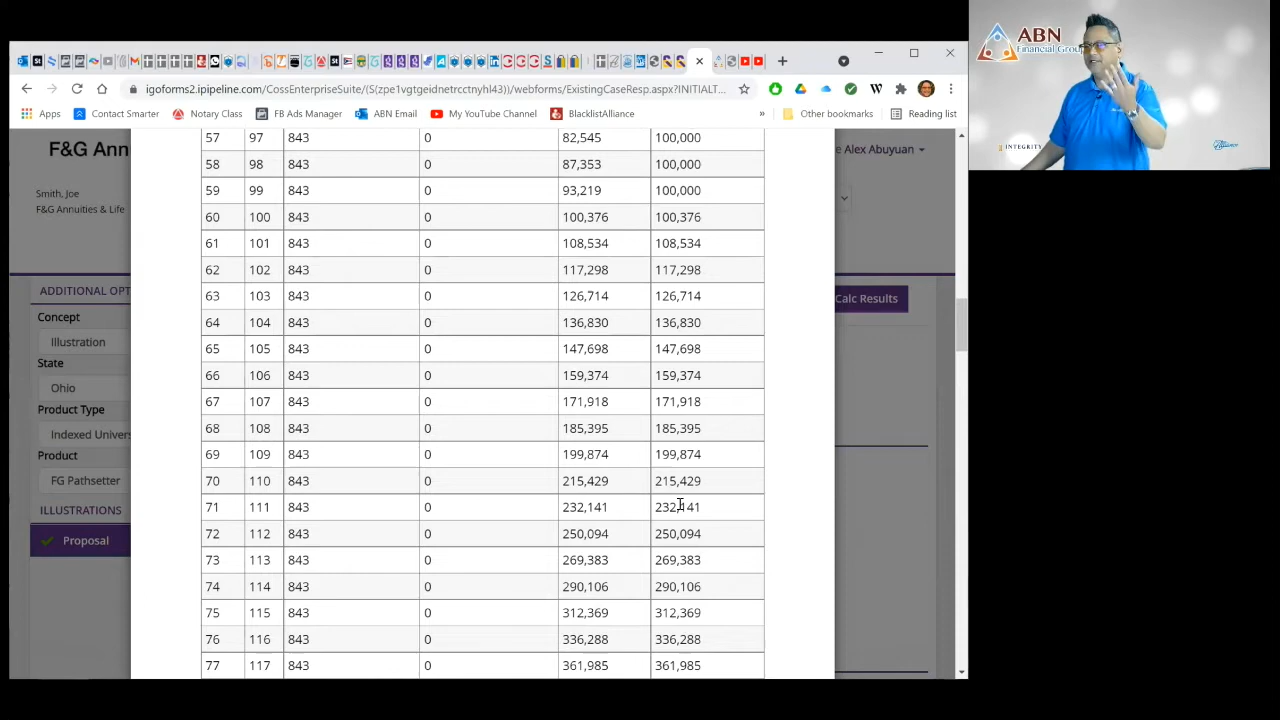 ABN
Financial Group
INTEGRITY
igoforms2.ipipeline.com/CossEnterpriseSuite/(S(zpe1vgtgeidnetrcctnyhl43))/webforms/ExistingCaseResp.aspx?INITIALT...
Apps Contact Smarter Notary Class FB Ads Manager ABN Email My YouTube Channel BlacklistAlliance » Other bookmarks Reading list
F&G Ann
Alex Abuyuan
Smith, Joe
F&G Annuities & Life
ADDITIONAL OPT
Concept
Illustration
State
Ohio
Product Type
Indexed Univer
Product
FG Pathsetter
ILLUSTRATIONS
Proposal
Calc Results
57 97 843 0 82,545 100,000
58 98 843 0 87,353 100,000
59 99 843 0 93,219 100,000
60 100 843 0 100,376 100,376
61 101 843 0 108,534 108,534
62 102 843 0 117,298 117,298
63 103 843 0 126,714 126,714
64 104 843 0 136,830 136,830
65 105 843 0 147,698 147,698
66 106 843 0 159,374 159,374
67 107 843 0 171,918 171,918
68 108 843 0 185,395 185,395
69 109 843 0 199,874 199,874
70 110 843 0 215,429 215,429
71 111 843 0 232,141 232,141
72 112 843 0 250,094 250,094
73 113 843 0 269,383 269,383
74 114 843 0 290,106 290,106
75 115 843 0 312,369 312,369
76 116 843 0 336,288 336,288
77 117 843 0 361,985 361,985